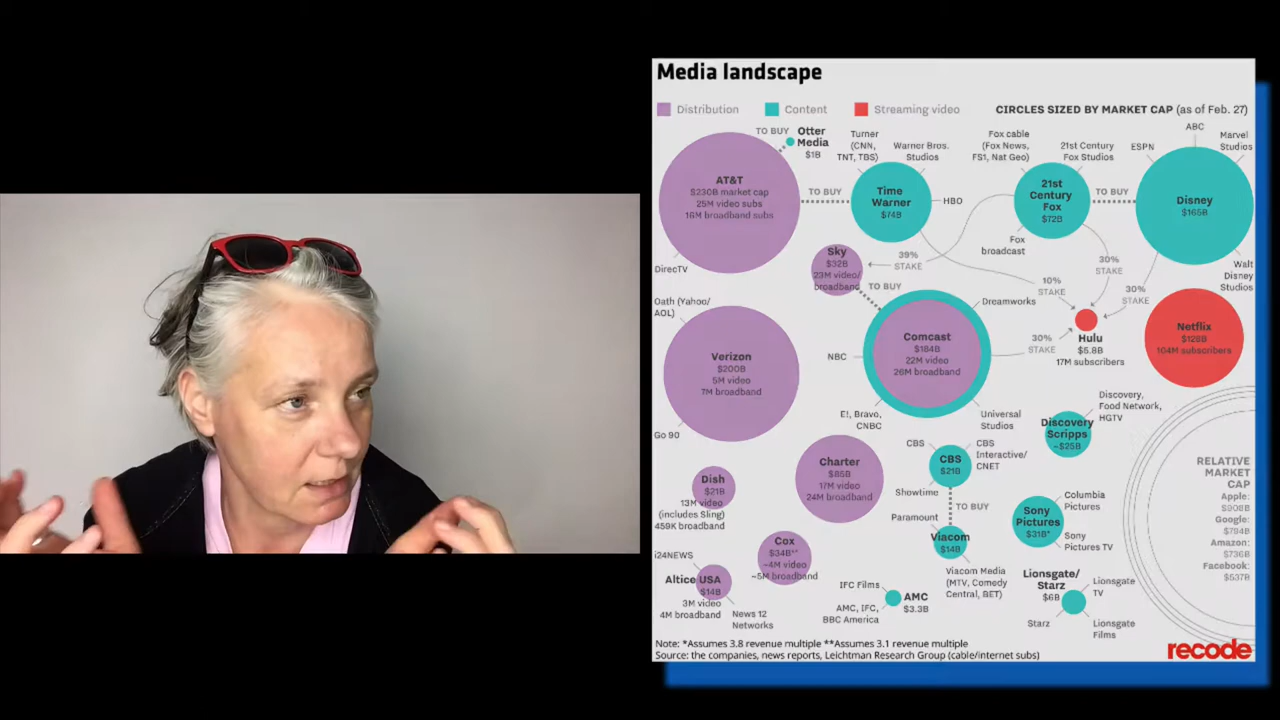 Media landscape
Distribution
Content
Streaming video
CIRCLES SIZED BY MARKET CAP (as of Feb. 27)
AT&T
$230B market cap
25M video subs
16M broadband subs
DirecTV
TO BUY
Otter
Media
$1B
TO BUY
Turner
(CNN,
TNT, TBS)
Warner Bros.
Studios
Time
Warner
$74B
HBO
Fox cable
(Fox News,
FS1, Nat Geo)
21st Century
Fox Studios
21st
Century
Fox
$72B
Fox
broadcast
TO BUY
ESPN
ABC
Marvel
Studios
Disney
$165B
Walt
Disney
Studios
Sky
$32B
23M video/
broadband
39%
STAKE
TO BUY
10%
STAKE
30%
STAKE
30%
STAKE
Oath (Yahoo/
AOL)
Verizon
$200B
5M video
7M broadband
Go 90
Dreamworks
Comcast
$184B
22M video
26M broadband
NBC
E!, Bravo,
CNBC
Universal
Studios
30%
STAKE
Hulu
$5.8B
17M subscribers
Netflix
$126B
104M subscribers
Discovery,
Food Network,
HGTV
Discovery
Scripps
~$25B
Charter
$85B
17M video
24M broadband
CBS
CBS
Interactive/
CNET
CBS
$21B
Showtime
TO BUY
Paramount
Viacom
$14B
Viacom Media
(MTV, Comedy
Central, BET)
Dish
$21B
13M video
(includes Sling)
459K broadband
Cox
$34B**
~4M video
~5M broadband
i24NEWS
Altice USA
$14B
3M video
4M broadband
News 12
Networks
IFC Films
AMC, IFC,
BBC America
AMC
$3.3B
Columbia
Pictures
Sony
Pictures
$31B*
Sony
Pictures TV
Lionsgate/
Starz
$6B
Lionsgate
TV
Starz
Lionsgate
Films
RELATIVE
MARKET
CAP
Apple:
$908B
Google:
$794B
Amazon:
$736B
Facebook:
$537B
Note: *Assumes 3.8 revenue multiple **Assumes 3.1 revenue multiple
Source: the companies, news reports, Leichtman Research Group (cable/internet subs)
recode